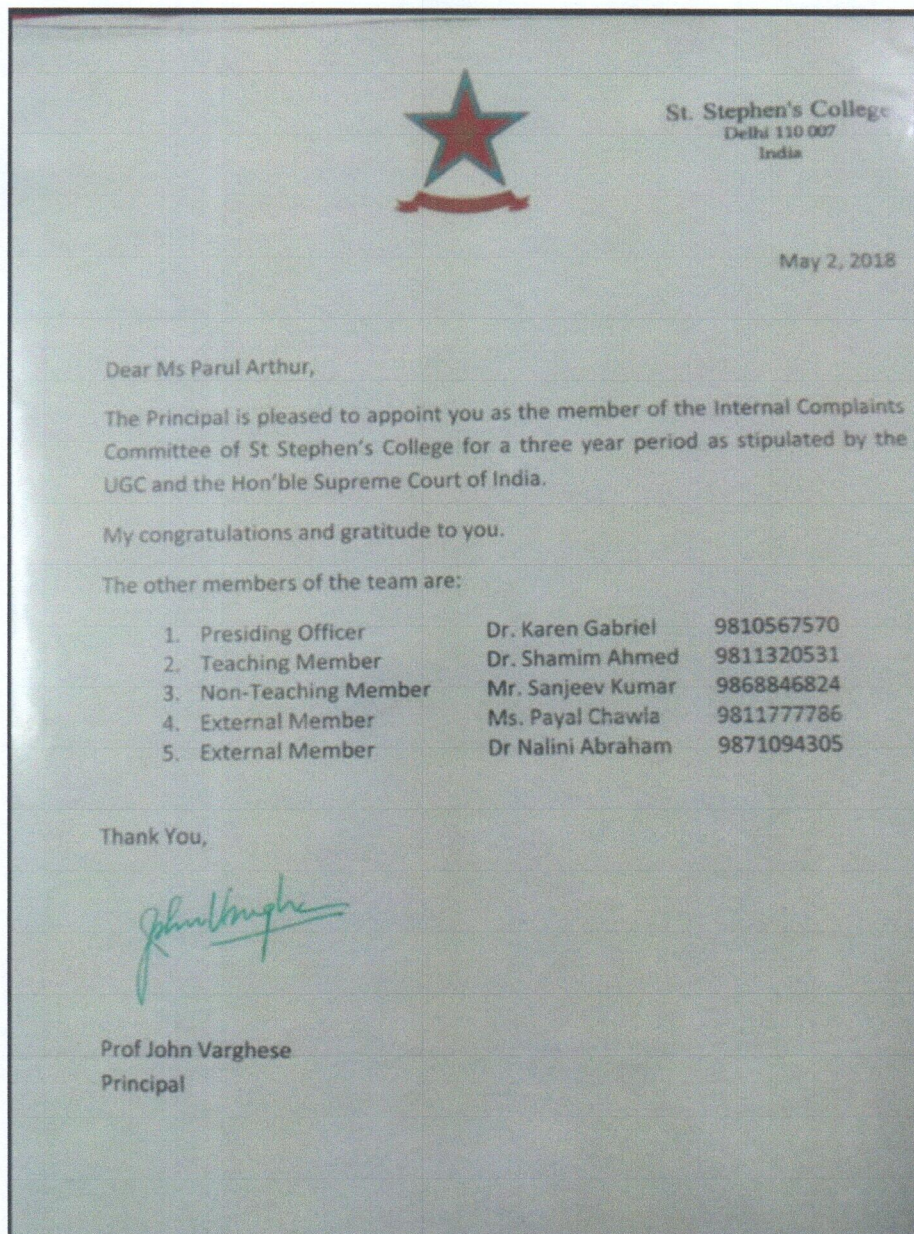 St. Stephen's College
Delhi 110 007
India
May 2, 2018
Dear Ms Parul Arthur,
The Principal is pleased to appoint you as the member of the Internal Complaints
Committee of St Stephen's College for a three year period as stipulated by the
UGC and the Hon'ble Supreme Court of India.
My congratulations and gratitude to you.
The other members of the team are:
1. Presiding Officer Dr. Karen Gabriel 9810567570
2. Teaching Member Dr. Shamim Ahmed 9811320531
3. Non-Teaching Member Mr. Sanjeev Kumar 9868846824
4. External Member Ms. Payal Chawla 9811777786
5. External Member Dr Nalini Abraham 9871094305
Thank You,
John Varghese
Prof John Varghese
Principal